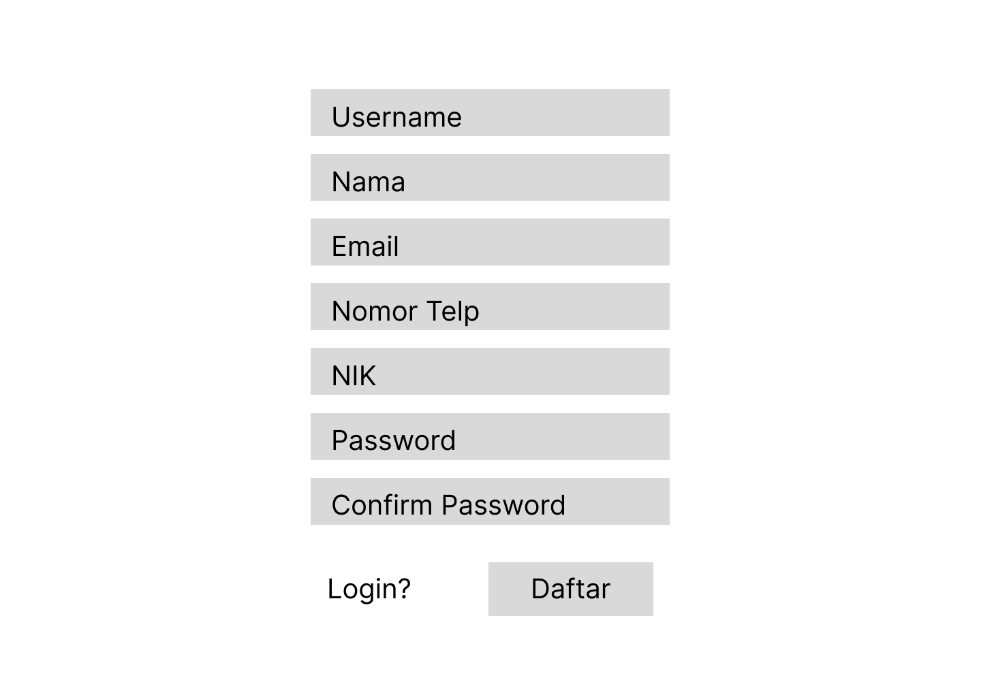 Username
Nama
Email
Nomor Telp
NIK
Password
Confirm Password
Login? Daftar